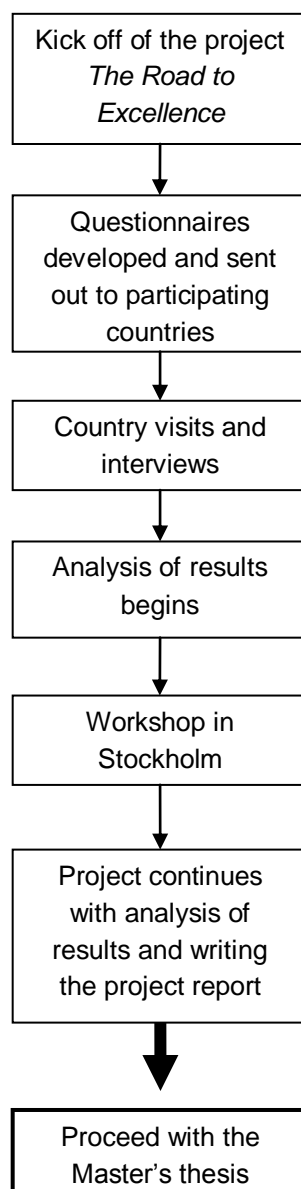 Kick off of the project
The Road to
Excellence
Questionnaires
developed and sent
out to participating
countries
Country visits and
interviews
Analysis of results
begins
Workshop in
Stockholm
Project continues
with analysis of
results and writing
the project report
Proceed with the
Master's thesis